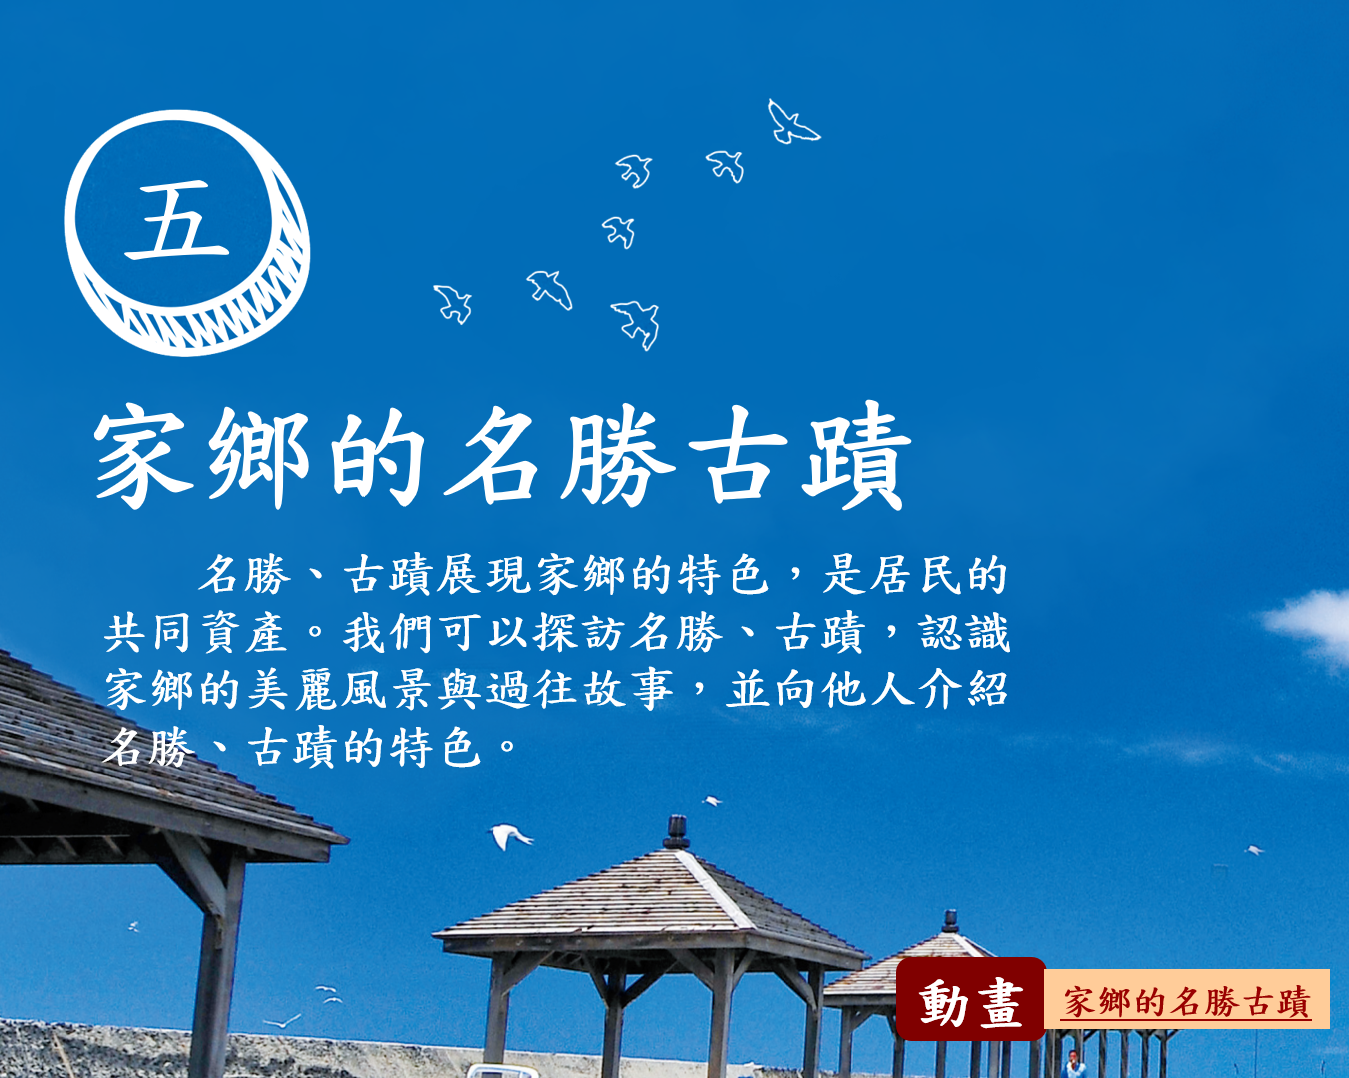 五
家鄉的名勝古蹟
名勝、古蹟展現家鄉的特色，是居民的
共同資產。我們可以探訪名勝、古蹟，認識
家鄉的美麗風景與過往故事，並向他人介紹
名勝、古蹟的特色。
動畫 家鄉的名勝古蹟